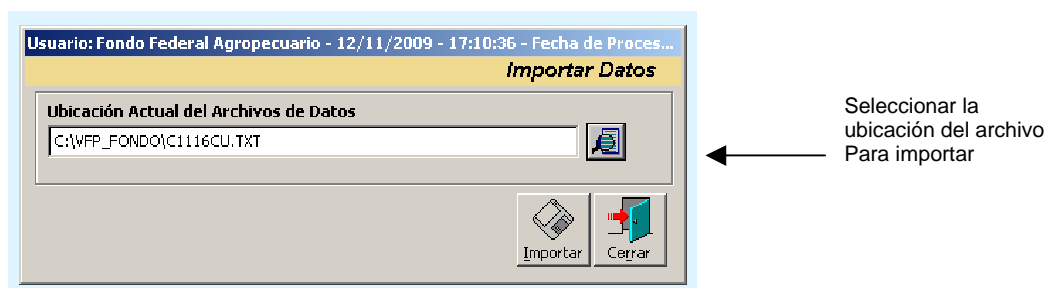 Usuario: Fondo Federal Agropecuario - 12/11/2009 - 17:10:36 - Fecha de Proces...
Importar Datos
Ubicación Actual del Archivos de Datos
C:\VFP_FONDO\C1116CU.TXT
Importar
Cerrar
Seleccionar la
ubicación del archivo
Para importar